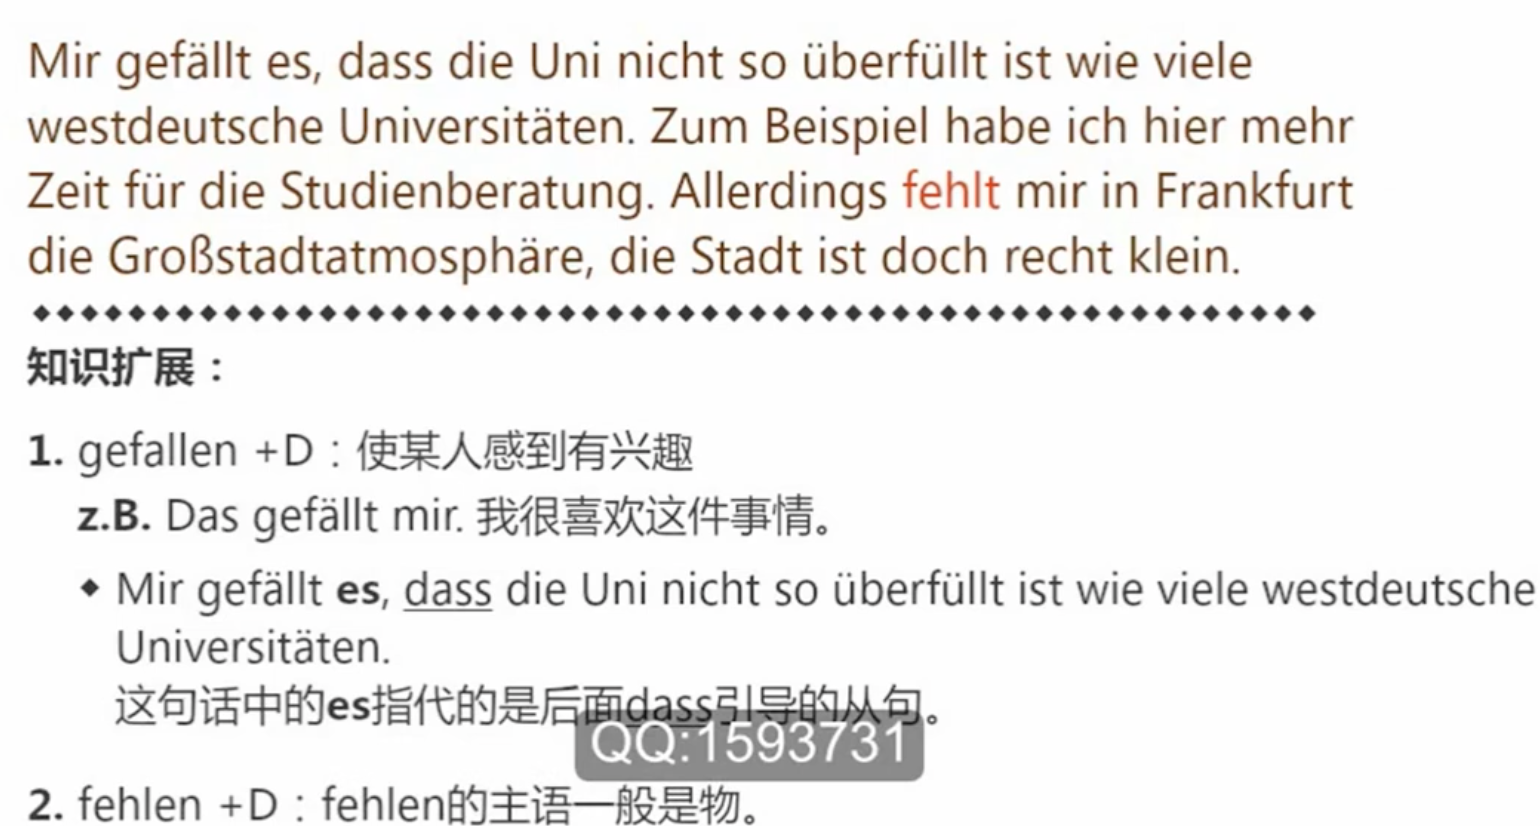 Mir gefällt es, dass die Uni nicht so überfüllt ist wie viele
westdeutsche Universitäten. Zum Beispiel habe ich hier mehr
Zeit für die Studienberatung. Allerdings fehlt mir in Frankfurt
die Großstadtatmosphäre, die Stadt ist doch recht klein.
知识扩展：
1. gefallen +D：使某人感到有兴趣
z.B. Das gefällt mir. 我很喜欢这件事情。
◆ Mir gefällt es, dass die Uni nicht so überfüllt ist wie viele westdeutsche
Universitäten.
这句话中的es指代的是后面dass引导的从句。
QQ:1593731
2. fehlen +D：fehlen的主语一般是物。